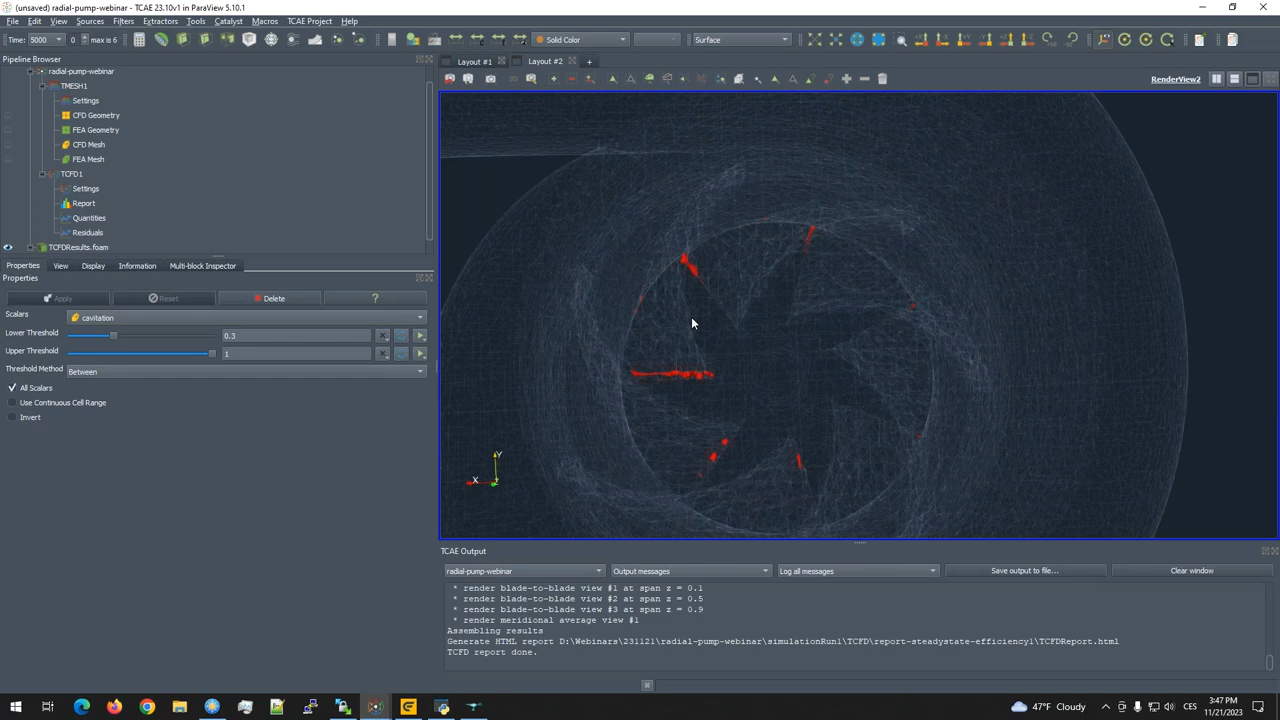 (unsaved) radial-pump-webinar - TCAE 23.10v1 in ParaView 5.10.1
File Edit View Sources Filters Extractors Tools Catalyst Macros TCAE Project Help
Time: 5000 0 max is 6 Solid Color Surface
Pipeline Browser
Layout #1 Layout #2
radial-pump-webinar
TMESH1
RenderView2
Settings
CFD Geometry
FEA Geometry
CFD Mesh
FEA Mesh
TCFD1
Settings
Report
Quantities
Residuals
TCFDResults.foam
Properties View Display Information Multi-block Inspector
Properties
Apply Reset Delete ?
Scalars cavitation
Lower Threshold 0.3
Upper Threshold 1
Threshold Method Between
All Scalars
Use Continuous Cell Range
Invert
Y
X
TCAE Output
radial-pump-webinar Output messages Log all messages Save output to file... Clear window
* render blade-to-blade view #1 at span z = 0.1
* render blade-to-blade view #2 at span z = 0.5
* render blade-to-blade view #3 at span z = 0.9
* render meridional average view #1
Assembling results
Generate HTML report D:\Webinars\231121\radial-pump-webinar\simulationRun1\TCFD\report-steadystate-efficiency1\TCFDReport.html
TCFD report done.
47°F Cloudy CES 3:47 PM
11/21/2023